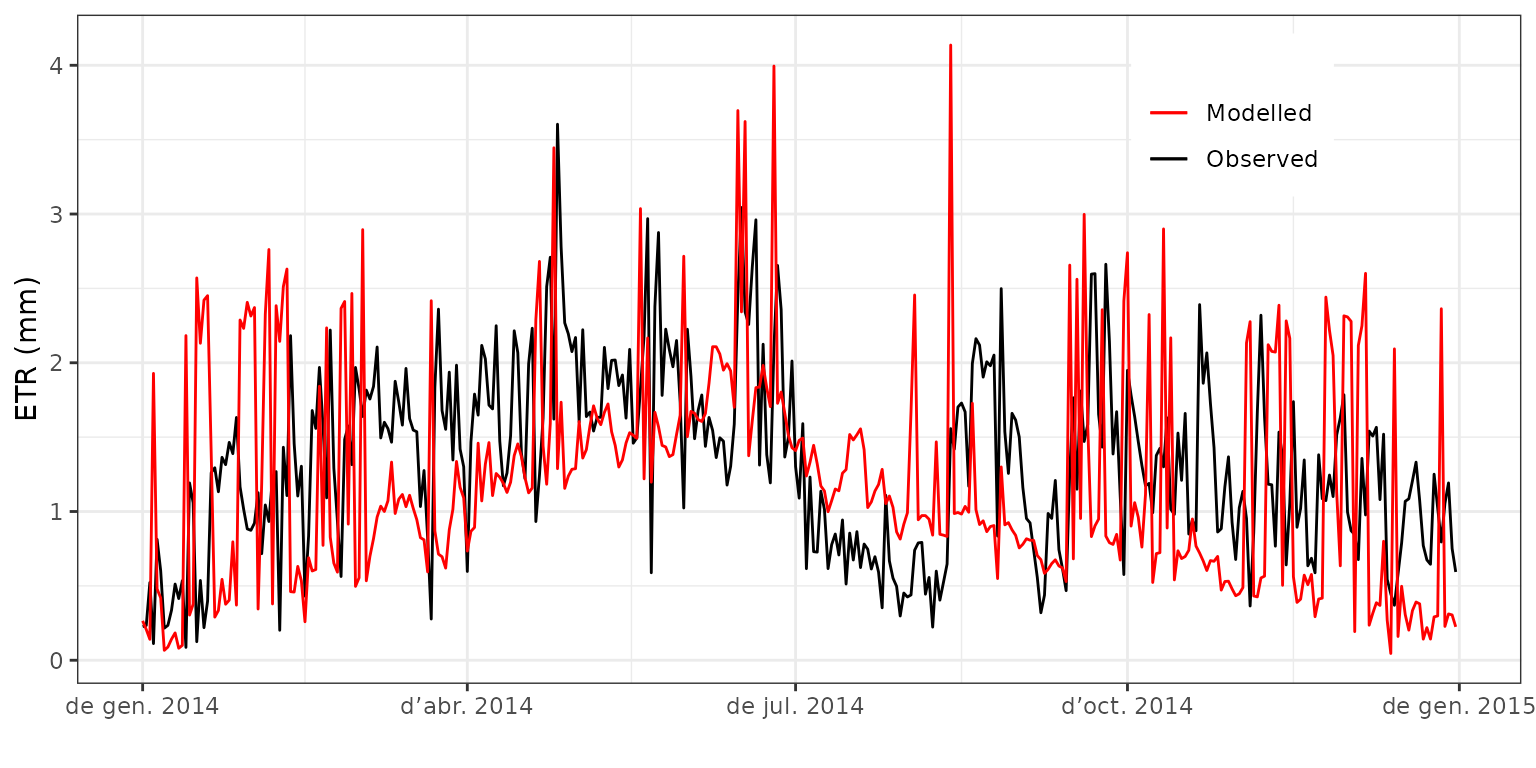 4
3
2
1
0
ETR (mm)
Modelled
Observed
de gen. 2014
d’abr. 2014
de jul. 2014
d’oct. 2014
de gen. 2015